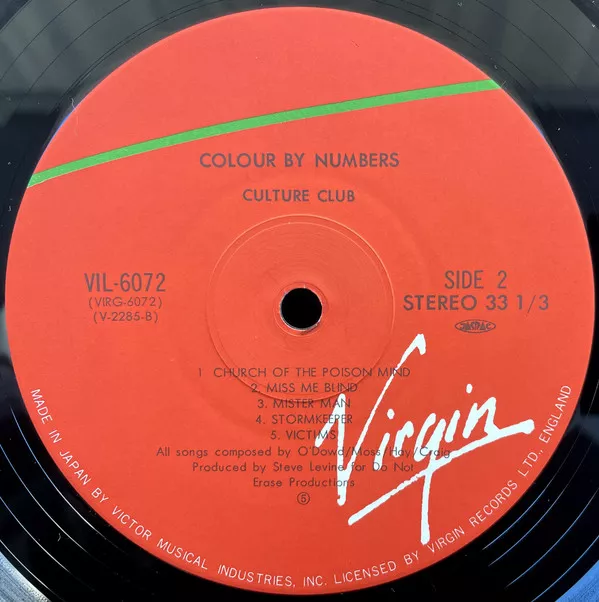 COLOUR BY NUMBERS
CULTURE CLUB
VIL-6072
(VIRG-6072)
(V-2285-B)
SIDE 2
STEREO 33 1/3
JASRAC
1 CHURCH OF THE POISON MIND
2. MISS ME BLIND
3. MISTER MAN
4. STORMKEEPER
5. VICTIMS
All songs composed by O'Dowd/Moss/Hay/Craig
Produced by Steve Levine for Do Not
Erase Productions
Ⓢ
Virgin
MADE IN JAPAN BY VICTOR MUSICAL INDUSTRIES, INC. LICENSED BY VIRGIN RECORDS LTD., ENGLAND